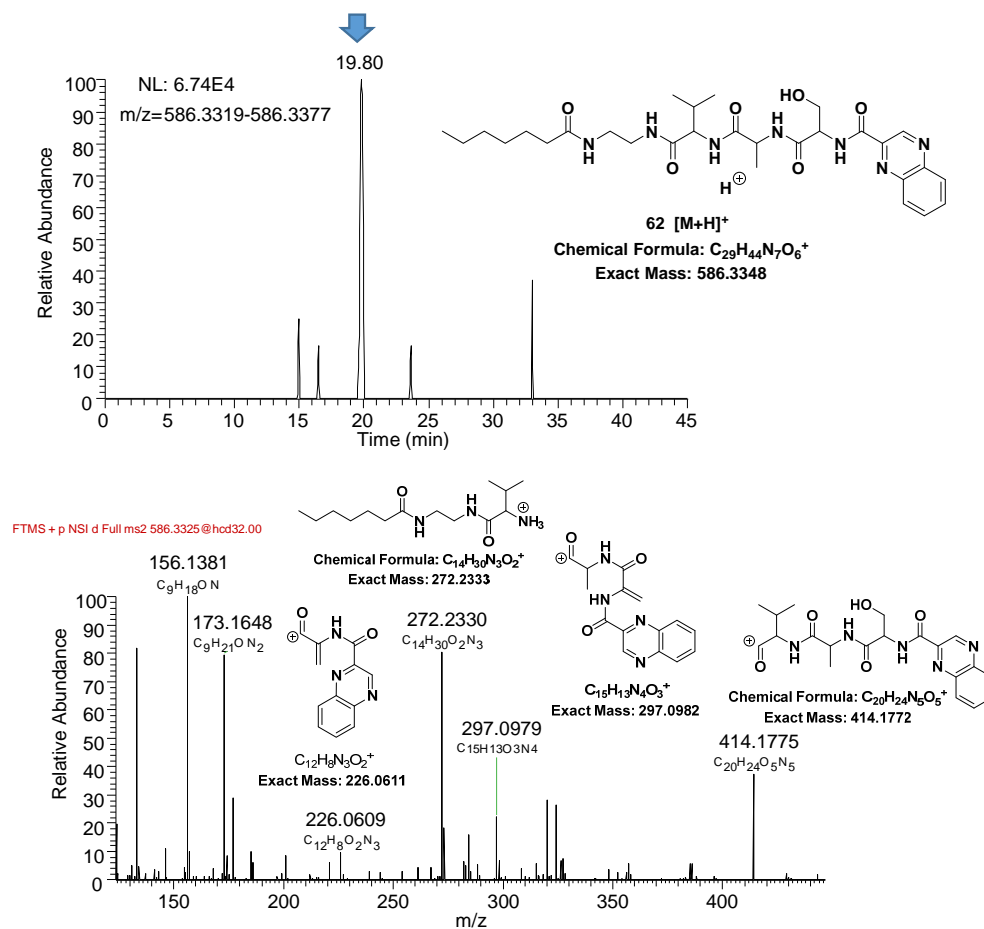 19.80
NL: 6.74E4
m/z=586.3319-586.3377
Relative Abundance
100
90
80
70
60
50
40
30
20
10
0
0 5 10 15 20 25 30 35 40 45
Time (min)
O
N
H
H
N
O
N
H
O
H
N
O
HO
N
H
O
N
N
H⊕
62 [M+H]+
Chemical Formula: C29H44N7O6+
Exact Mass: 586.3348
FTMS + p NSI d Full ms2 586.3325@hcd32.00
O
N
H
H
N
O
⊕
NH3
Chemical Formula: C14H30N3O2+
Exact Mass: 272.2333
156.1381
C9H18ON
173.1648
C9H21ON2
O
⊕
H
N
O
N
N
C12H8N3O2+
Exact Mass: 226.0611
226.0609
C12H8O2N3
272.2330
C14H30O2N3
O
⊕
H
N
O
HN
O
N
N
C15H13N4O3+
Exact Mass: 297.0982
297.0979
C15H13O3N4
⊕
O
H
N
O
N
H
O
HO
H
N
O
N
N
Chemical Formula: C20H24N5O5+
Exact Mass: 414.1772
414.1775
C20H24O5N5
Relative Abundance
100
90
80
70
60
50
40
30
20
10
0
150 200 250 300 350 400
m/z